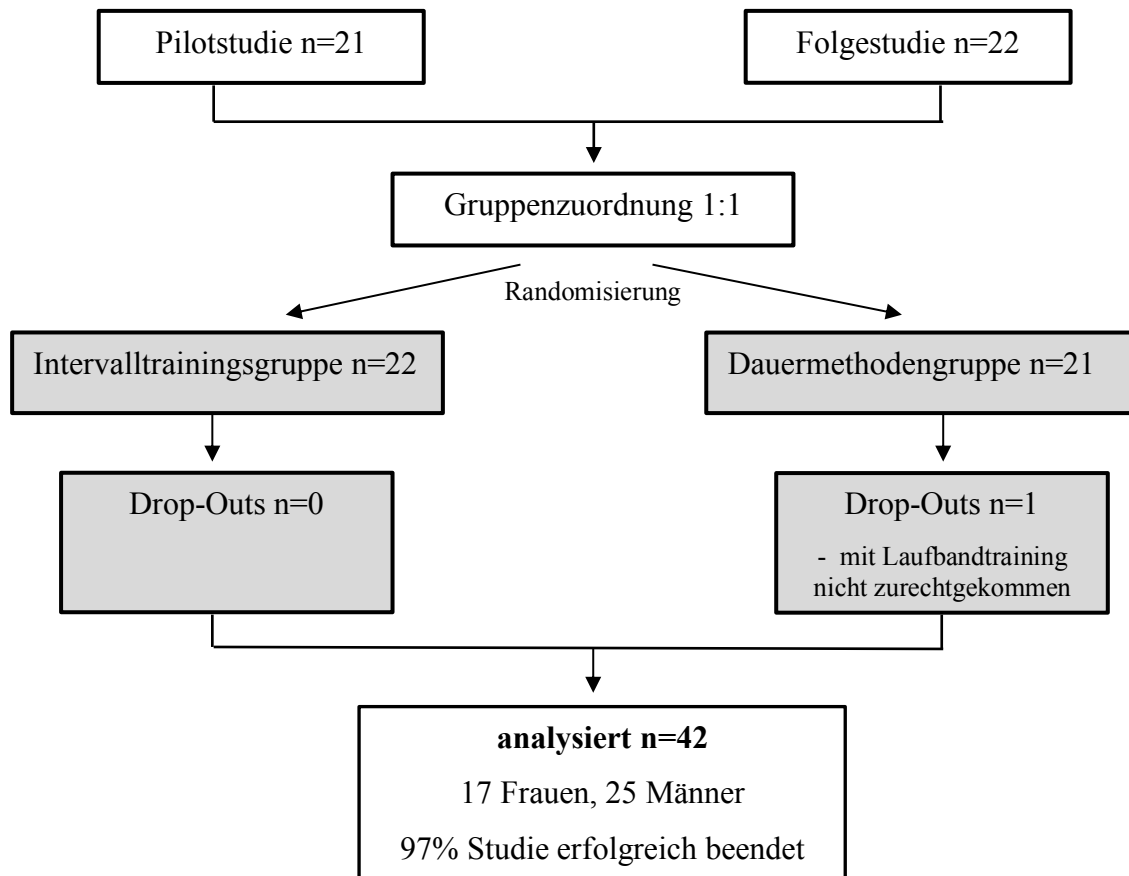 Pilotstudie n=21
Folgestudie n=22
Gruppenzuordnung 1:1
Randomisierung
Intervalltrainingsgruppe n=22
Dauermethodengruppe n=21
Drop-Outs n=0
Drop-Outs n=1
- mit Laufbandtraining
nicht zurechtgekommen
analysiert n=42
17 Frauen, 25 Männer
97% Studie erfolgreich beendet